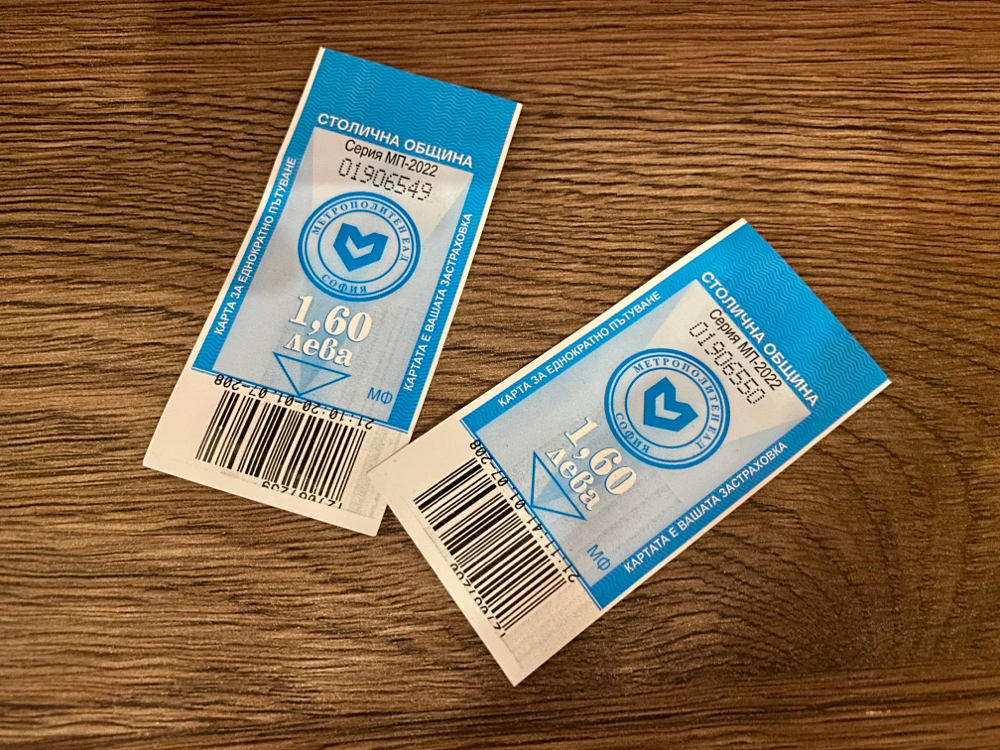 СТОЛИЧНА ОБЩИНА
Серия МП-2022
01906549
КАРТА ЗА ЕДНОКРАТНО ПЪТУВАНЕ
МЕТРОПОЛИТЕН ЕАД
СОФИЯ
КАРТАТА Е ВАШАТА ЗАСТРАХОВКА
1,60
лева
МФ
СТОЛИЧНА ОБЩИНА
Серия МП-2022
01906550
КАРТА ЗА ЕДНОКРАТНО ПЪТУВАНЕ
МЕТРОПОЛИТЕН ЕАД
СОФИЯ
КАРТАТА Е ВАШАТА ЗАСТРАХОВКА
1,60
лева
МФ